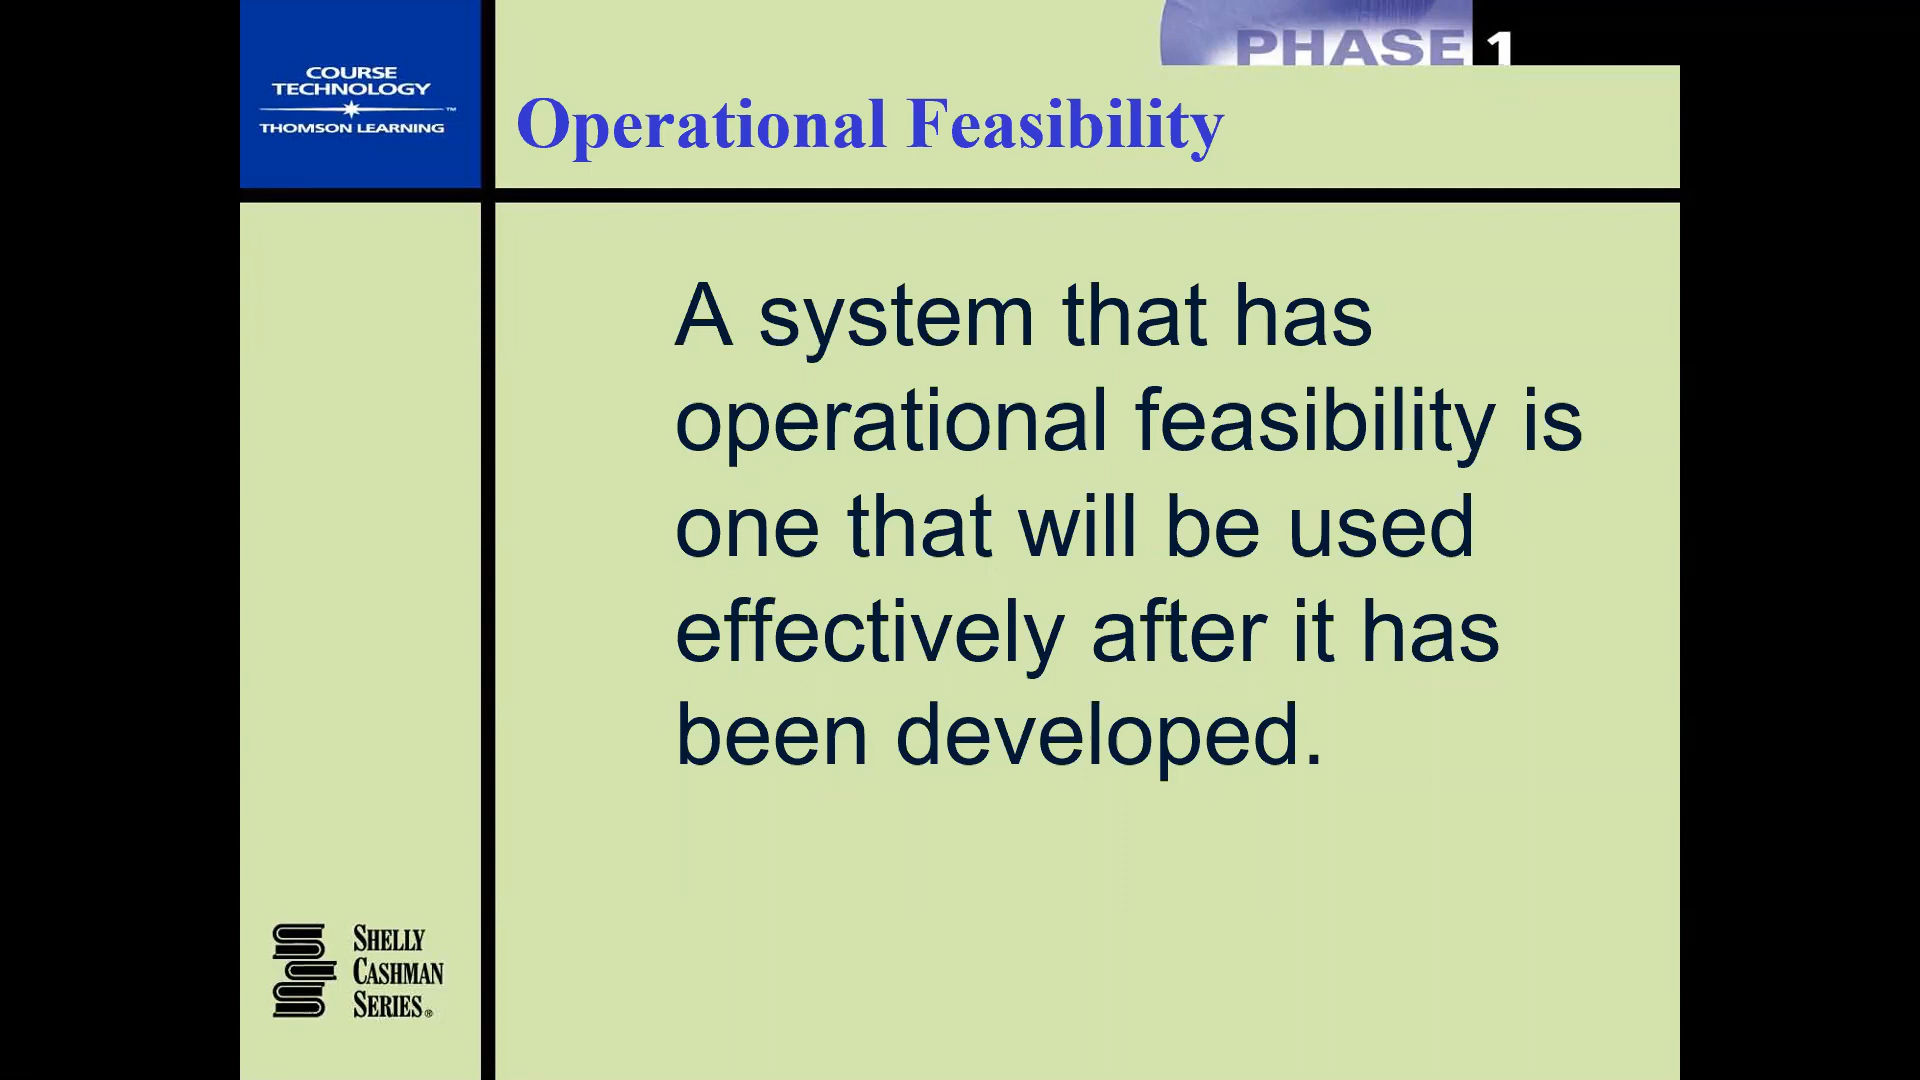 COURSE
TECHNOLOGY
THOMSON LEARNING
PHASE 1
Operational Feasibility
A system that has
operational feasibility is
one that will be used
effectively after it has
been developed.
SHELLY
CASHMAN
SERIES®